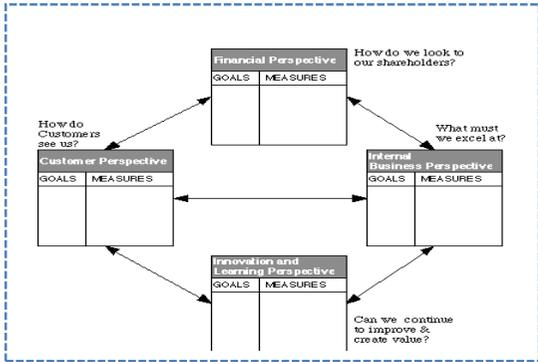 Financial Perspective
GOALS MEASURES
How do we look to
our shareholders?
How do
Customers
see us?
Customer Perspective
GOALS MEASURES
What must
we excel at?
Internal
Business Perspective
GOALS MEASURES
Innovation and
Learning Perspective
GOALS MEASURES
Can we continue
to improve &
create value?